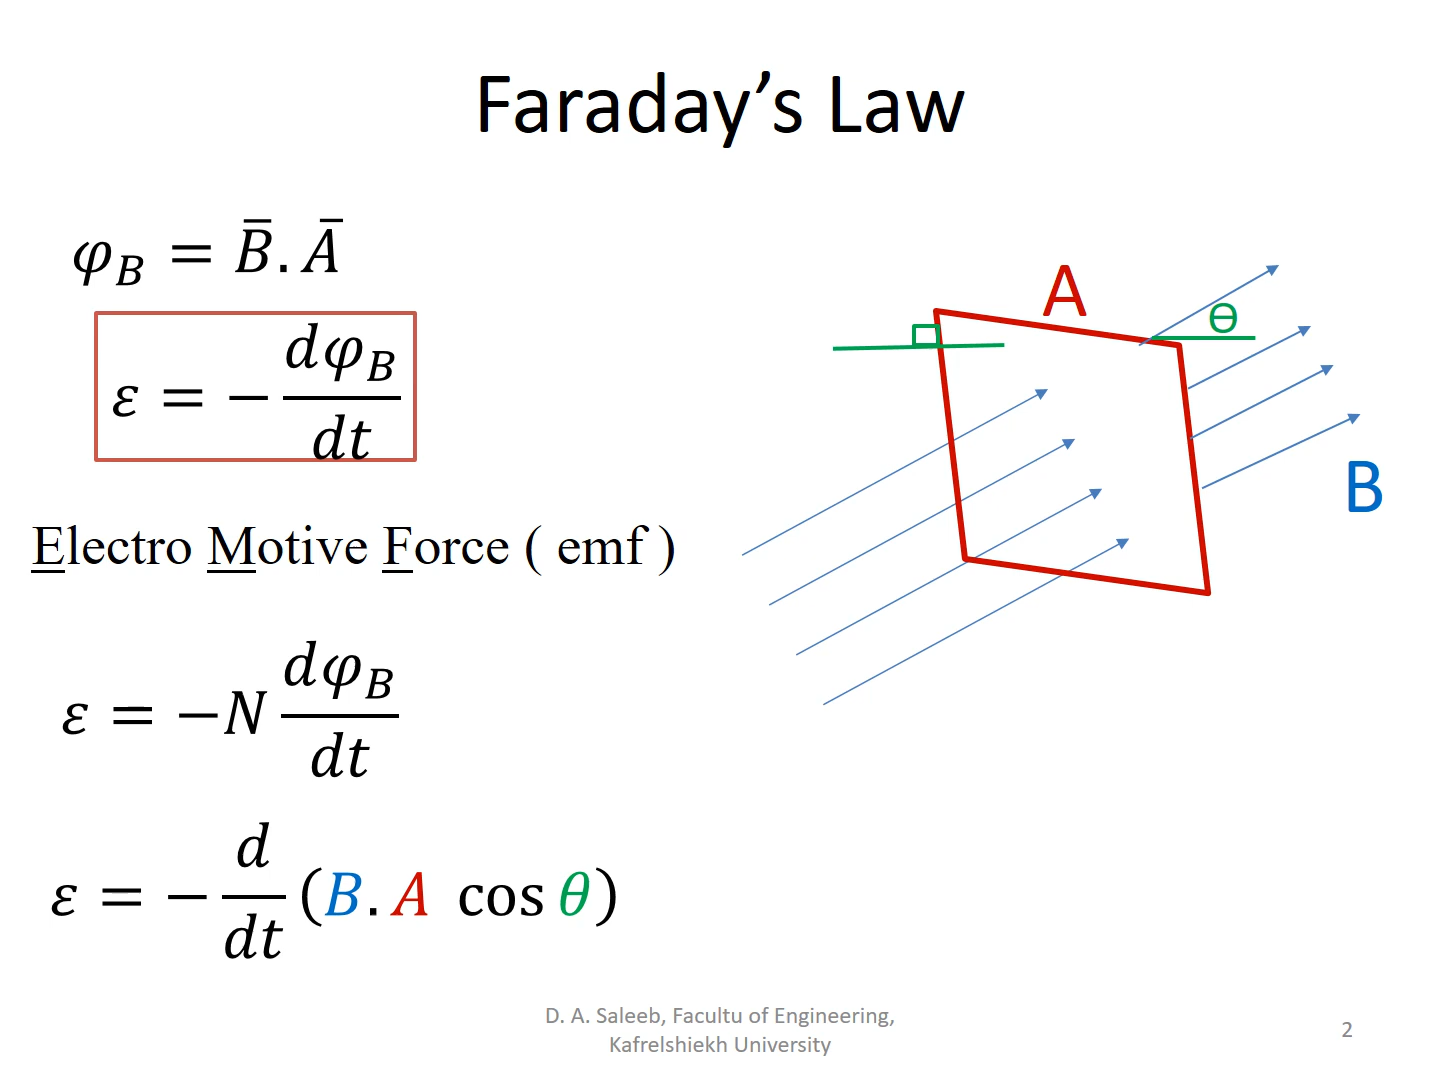 Faraday’s Law
φ_B = B̅ . A̅
ε = − dφ_B / dt
Electro Motive Force ( emf )
ε = −N dφ_B / dt
ε = − d / dt (B . A cos θ)
A
ϴ
B
D. A. Saleeb, Facultu of Engineering,
Kafrelshiekh University
2